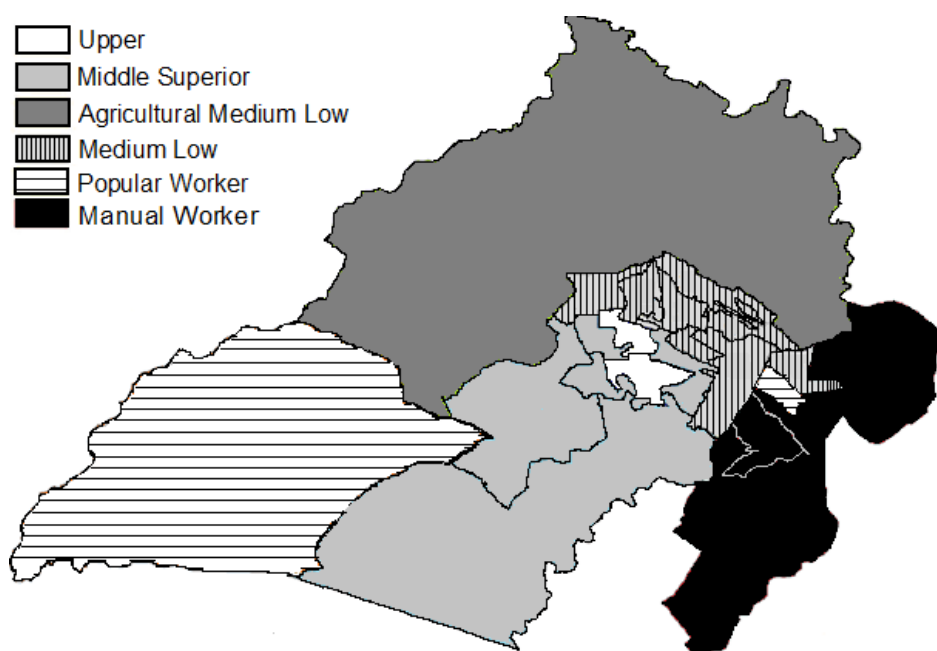 Upper
Middle Superior
Agricultural Medium Low
Medium Low
Popular Worker
Manual Worker